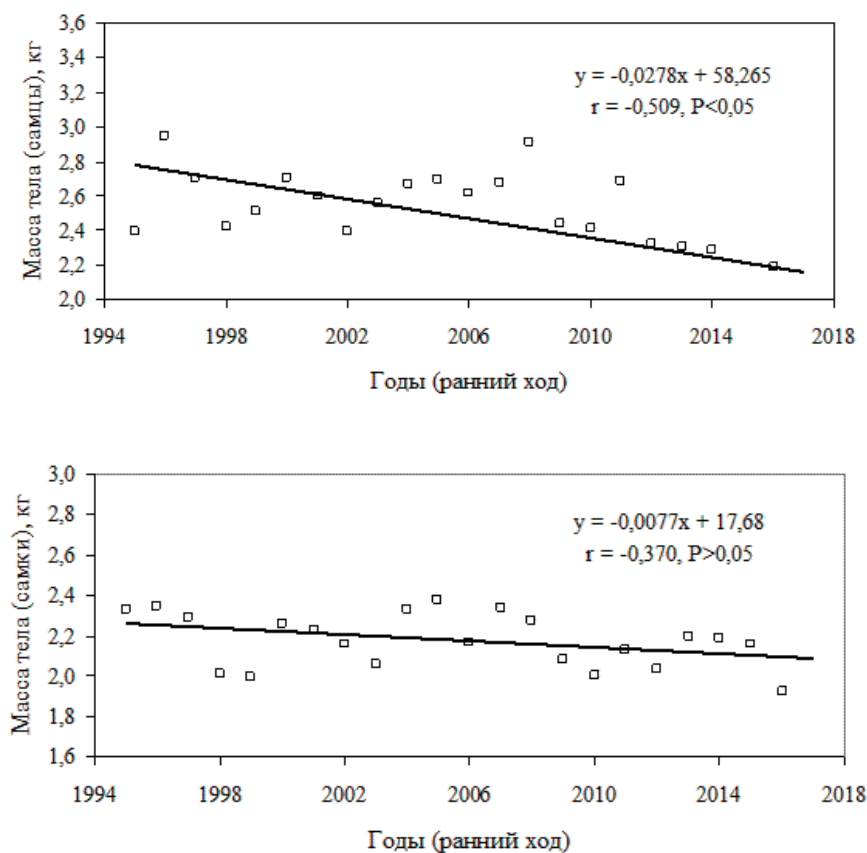 3,6
3,4
3,2
3,0
2,8
2,6
2,4
2,2
2,0
Масса тела (самцы), кг
y = -0,0278x + 58,265
r = -0,509, P<0,05
1994 1998 2002 2006 2010 2014 2018
Годы (ранний ход)
3,0
2,8
2,6
2,4
2,2
2,0
1,8
1,6
Масса тела (самки), кг
y = -0,0077x + 17,68
r = -0,370, P>0,05
1994 1998 2002 2006 2010 2014 2018
Годы (ранний ход)